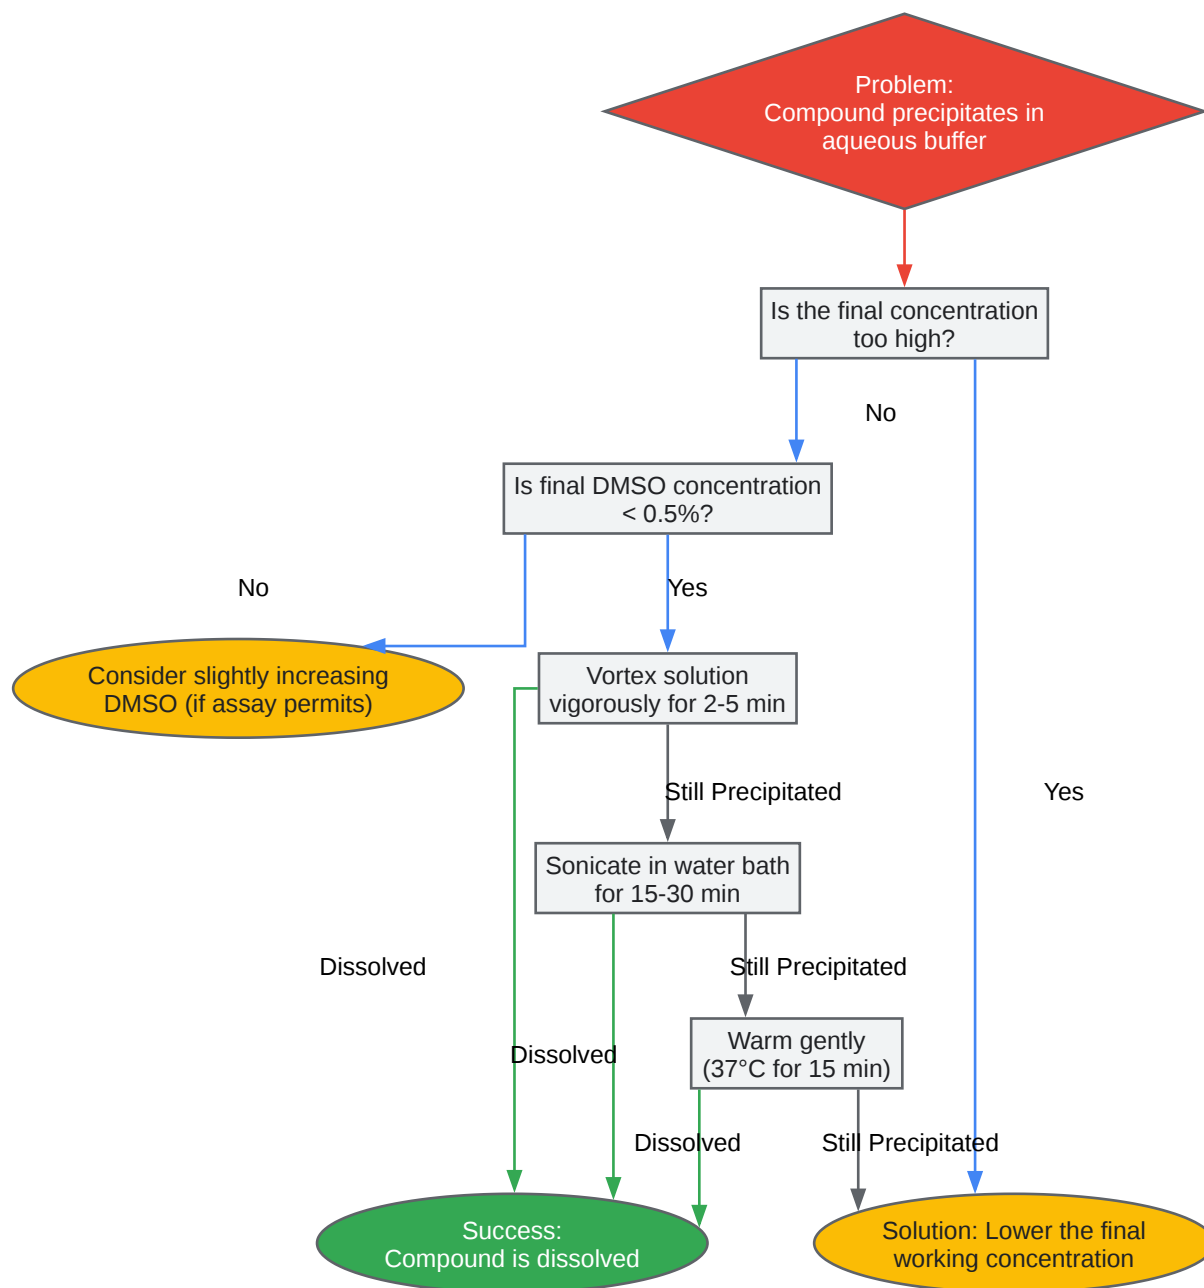 Problem:
Compound precipitates in
aqueous buffer
Is the final concentration
too high?
No
Is final DMSO concentration
< 0.5%?
No
Yes
Consider slightly increasing
DMSO (if assay permits)
Vortex solution
vigorously for 2-5 min
Still Precipitated
Yes
Sonicate in water bath
for 15-30 min
Dissolved
Still Precipitated
Warm gently
(37°C for 15 min)
Dissolved
Dissolved
Still Precipitated
Success:
Compound is dissolved
Solution: Lower the final
working concentration